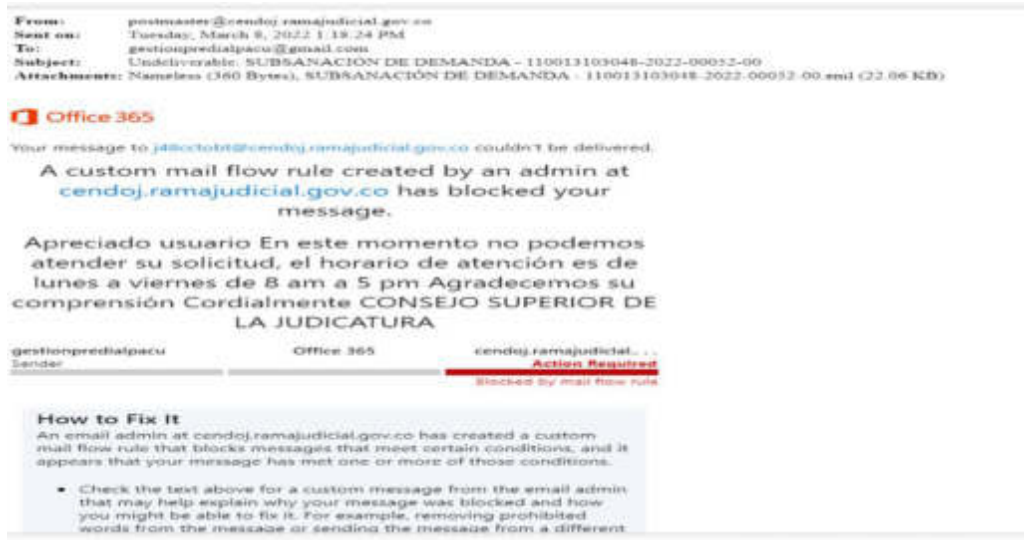 From: postmaster@cendoj.ramajudicial.gov.co
Sent on: Tuesday, March 8, 2022 1:18:24 PM
To: gestionpredialpacu@gmail.com
Subject: Undeliverable: SUBSANACIÓN DE DEMANDA - 110013103048-2022-00052-00
Attachments: Nameless (360 Bytes), SUBSANACIÓN DE DEMANDA - 110013103048-2022-00052-00.eml (22.06 KB)
Office 365
Your message to j48cctobt@cendoj.ramajudicial.gov.co couldn't be delivered.
A custom mail flow rule created
by an admin at
cendoj.ramajudicial.gov.co has blocked your
message.
Apreciado usuario En este momento no podemos
atender su solicitud, el horario de atención es de
lunes a viernes de 8 am a 5 pm Agradecemos su
comprensión Cordialmente CONSEJO SUPERIOR DE
LA JUDICATURA
gestionpredialpacu Office 365 cendoj.ramajudicial. . .
Sender Action Required
Blocked by mail flow rule
How to Fix It
An email admin at cendoj.ramajudicial.gov.co has created a custom
mail flow rule that blocks messages that meet certain conditions, and it
appears that your message has met one or more of those conditions.
• Check the text above for a custom message from the email admin
that may help explain why your message was blocked and how
you might be able to fix it. For example, removing prohibited
words from the message or sending the message from a different